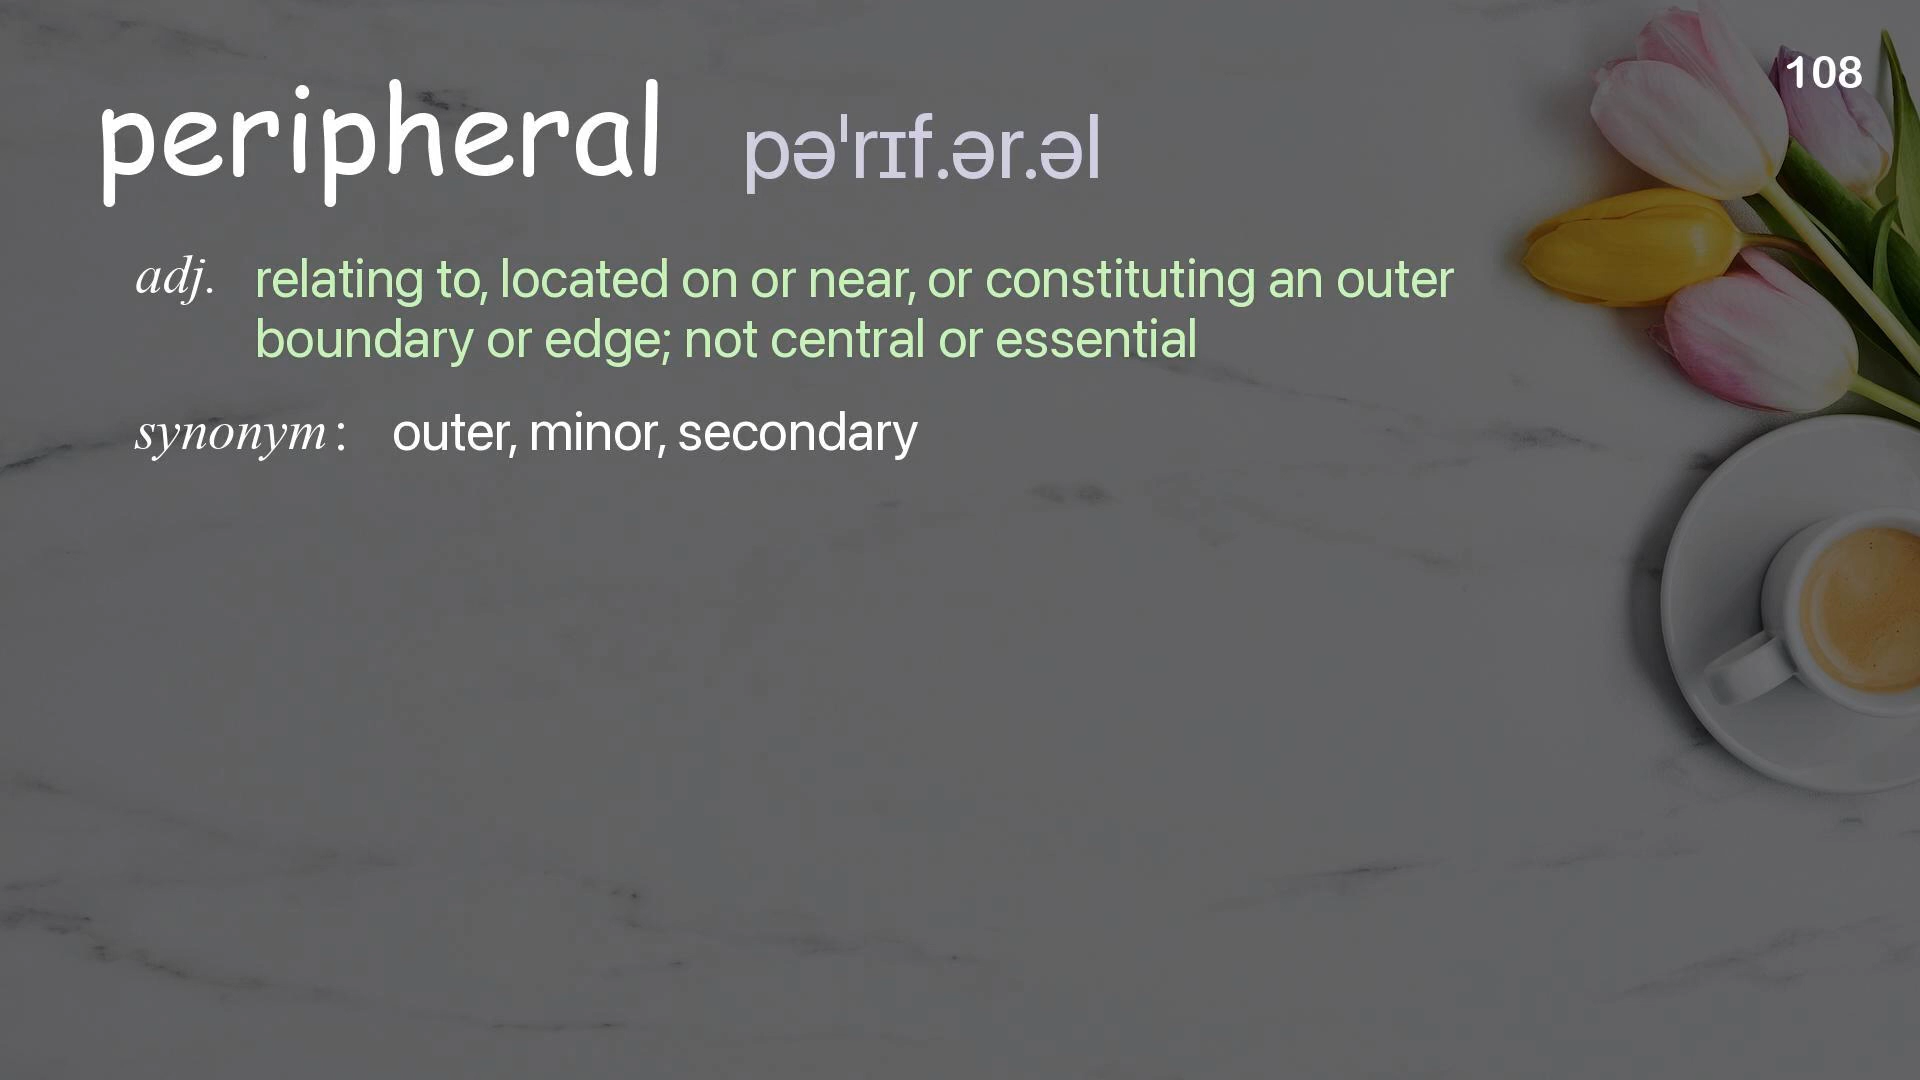 108
peripheral pəˈrɪf.ər.əl
adj. relating to, located on or near, or constituting an outer
boundary or edge; not central or essential
synonym: outer, minor, secondary